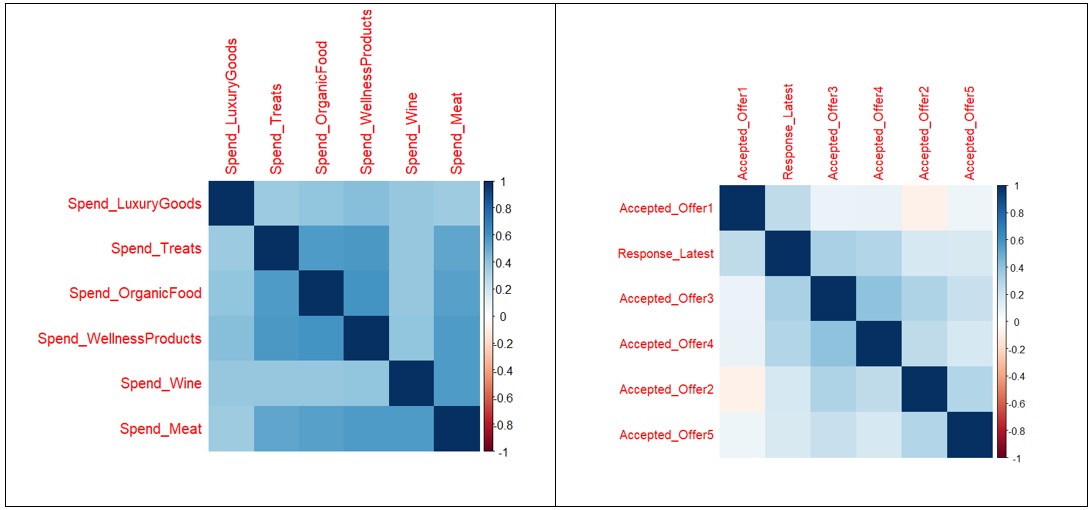 Spend_LuxuryGoods
Spend_Treats
Spend_OrganicFood
Spend_WellnessProducts
Spend_Wine
Spend_Meat
Spend_LuxuryGoods
Spend_Treats
Spend_OrganicFood
Spend_WellnessProducts
Spend_Wine
Spend_Meat
1
0.8
0.6
0.4
0.2
0
-0.2
-0.4
-0.6
-0.8
-1
Accepted_Offer1
Response_Latest
Accepted_Offer3
Accepted_Offer4
Accepted_Offer2
Accepted_Offer5
Accepted_Offer1
Response_Latest
Accepted_Offer3
Accepted_Offer4
Accepted_Offer2
Accepted_Offer5
1
0.8
0.6
0.4
0.2
0
-0.2
-0.4
-0.6
-0.8
-1